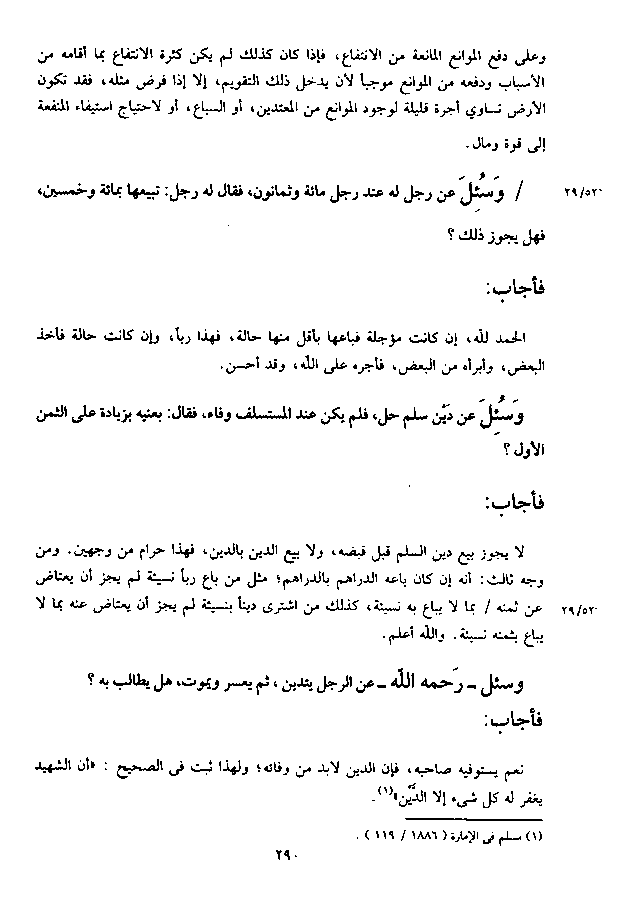 وعلى دفع الموانع المانعة من الانتفاع، فإذا كان كذلك لم يكن كثرة الانتفاع بما أقامه من
الأسباب ودفعه من الموانع موجباً لأن يدخل ذلك التقويم، إلا إذا فرض مثله، فقد تكون
الأرض تساوي أجرة قليلة لوجود الموانع من المعتدين، أو السباع، أو لاحتياج استيفاء المنفعة
إلى قوة ومال.
٢٩/٥٢٠ / وَسُئِلَ عن رجل له عند رجل مائة وثمانون، فقال له رجل: تبيعها بمائة وخمسين،
فهل يجوز ذلك ؟
فأجاب:
الحمد لله، إن كانت مؤجلة فباعها بأقل منها حالة، فهذا رباً، وإن كانت حالة فأخذ
البعض، وأبرأه من البعض، فأجره على الله، وقد أحسن.
وَسُئِلَ عن دَيْن سلم حل، فلم يكن عند المستسلف وفاء، فقال: بعنيه بزيادة على الثمن
الأول ؟
فأجاب:
لا يجوز بيع دين السلم قبل قبضه، ولا بيع الدين بالدين، فهذا حرام من وجهين. ومن
وجه ثالث: أنه إن كان باعه الدراهم بالدراهم؛ مثل من باع رباً نسيئة لم يجز أن يعتاض
٢٩/٥٢٠ عن ثمنه / بما لا يباع به نسيئة، كذلك من اشترى ديناً بنسيئة لم يجز أن يعتاض عنه بما لا
يباع بثمنه نسيئة. والله أعلم.
وسئل ـ رَحمه الله ـ عن الرجل يتدين، ثم يعسر ويموت، هل يطالب به ؟
فأجاب:
نعم يستوفيه صاحبه، فإن الدين لابد من وفائه؛ ولهذا ثبت فى الصحيح : «أن الشهيد
يغفر له كل شىء إلا الدَّيْن»(١).
(١) مسلم فى الإمارة ( ١٨٨٦ / ١١٩ ) .
٢٩٠